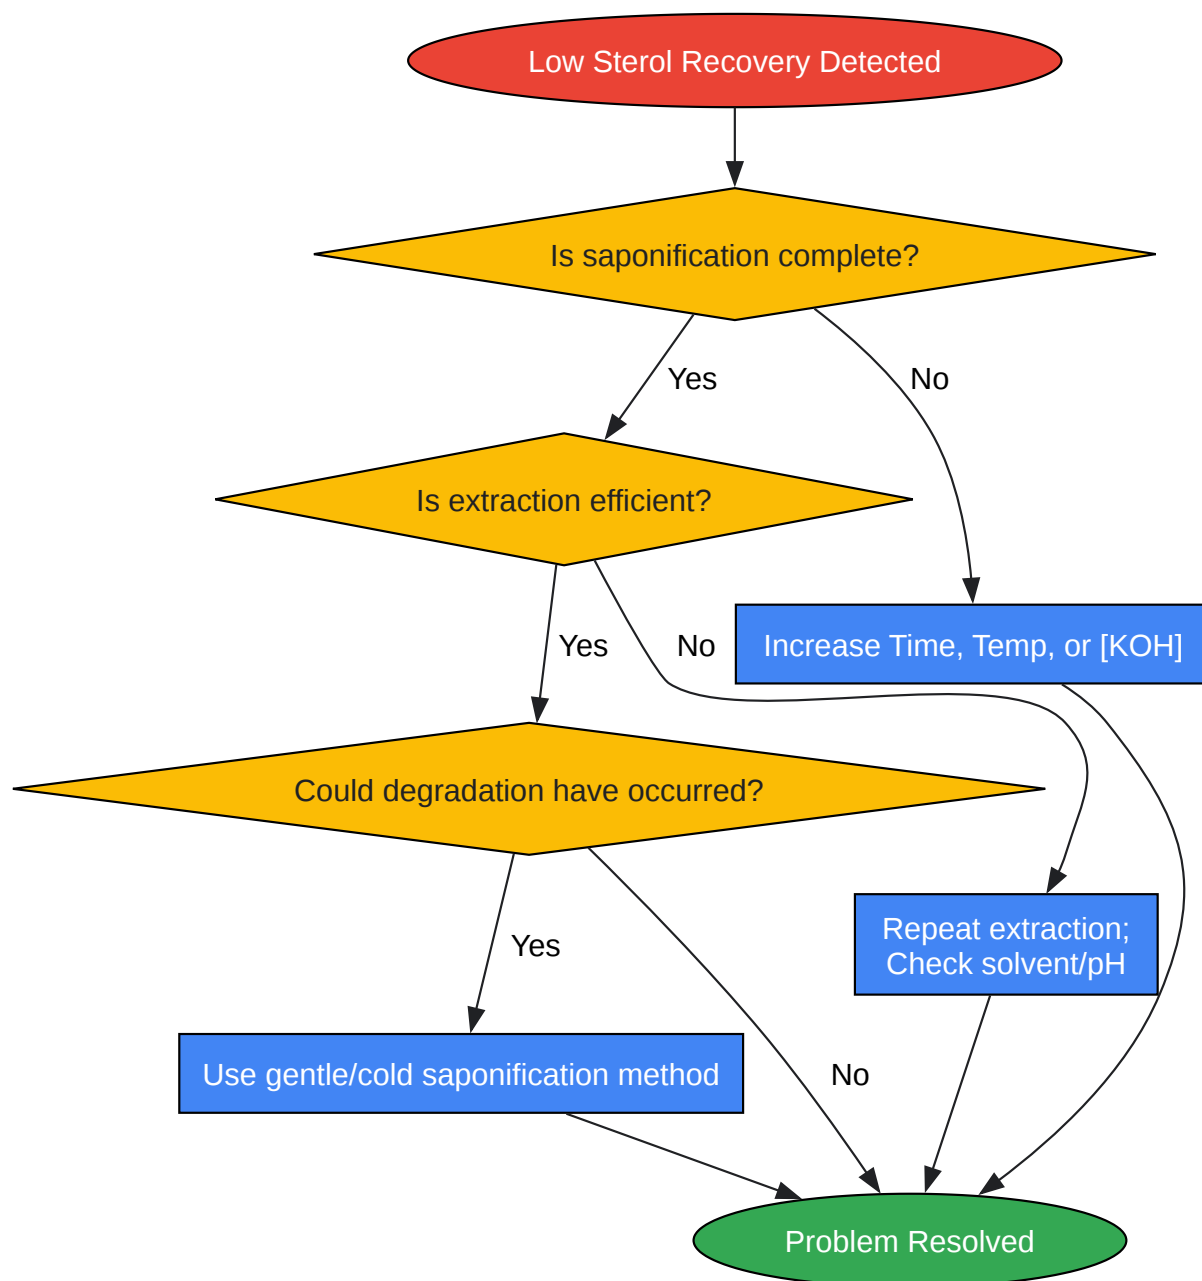 Low Sterol Recovery Detected
Is saponification complete?
Yes
No
Is extraction efficient?
Yes
No
Increase Time, Temp, or [KOH]
Could degradation have occurred?
Yes
Repeat extraction;
Check solvent/pH
Use gentle/cold saponification method
No
Problem Resolved